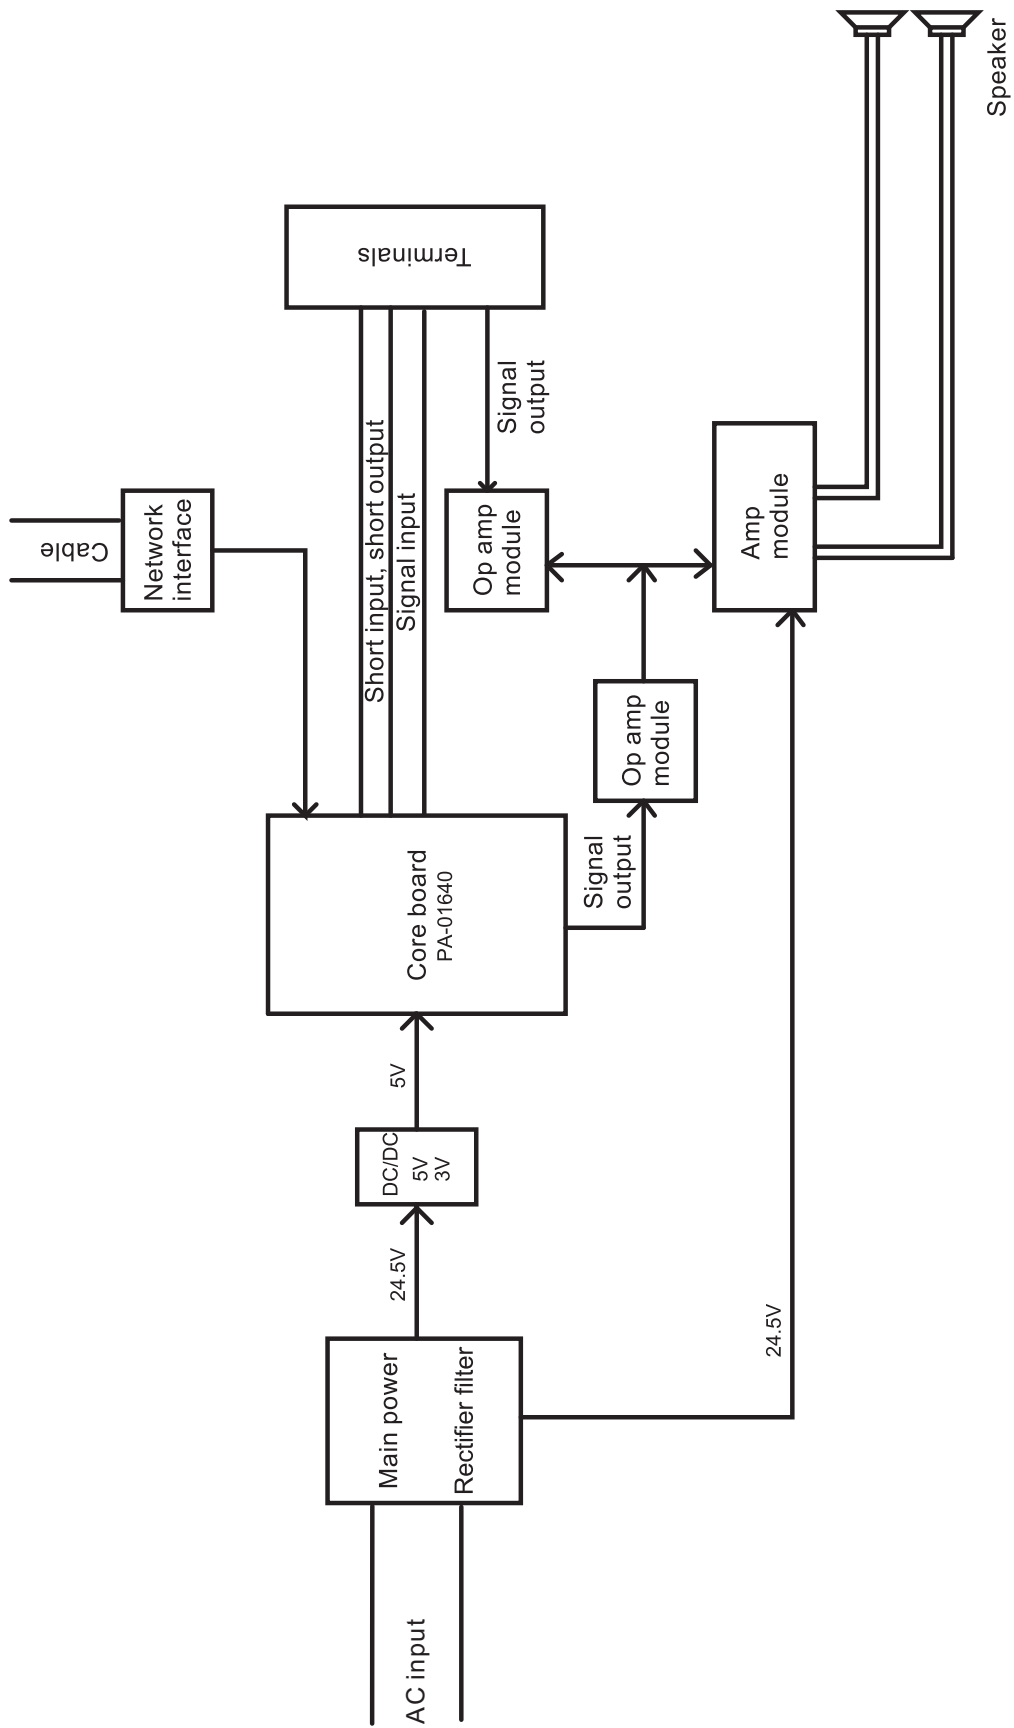 AC input
Main power
Rectifier filter
24.5V
24.5V
DC/DC
5V
3V
5V
Core board
PA-01640
Signal
output
Op amp
module
Short input, short output
Signal input
Network
interface
Cable
Op amp
module
Signal
output
Terminals
Amp
module
Speaker